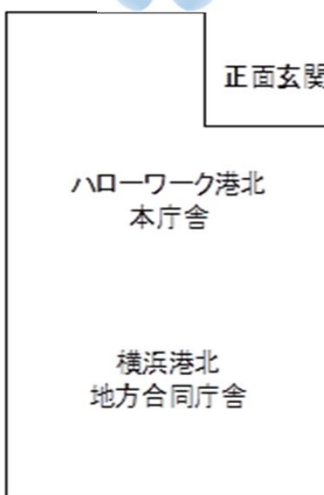 正面玄関
ハローワーク港北
本庁舎
横浜港北
地方合同庁舎